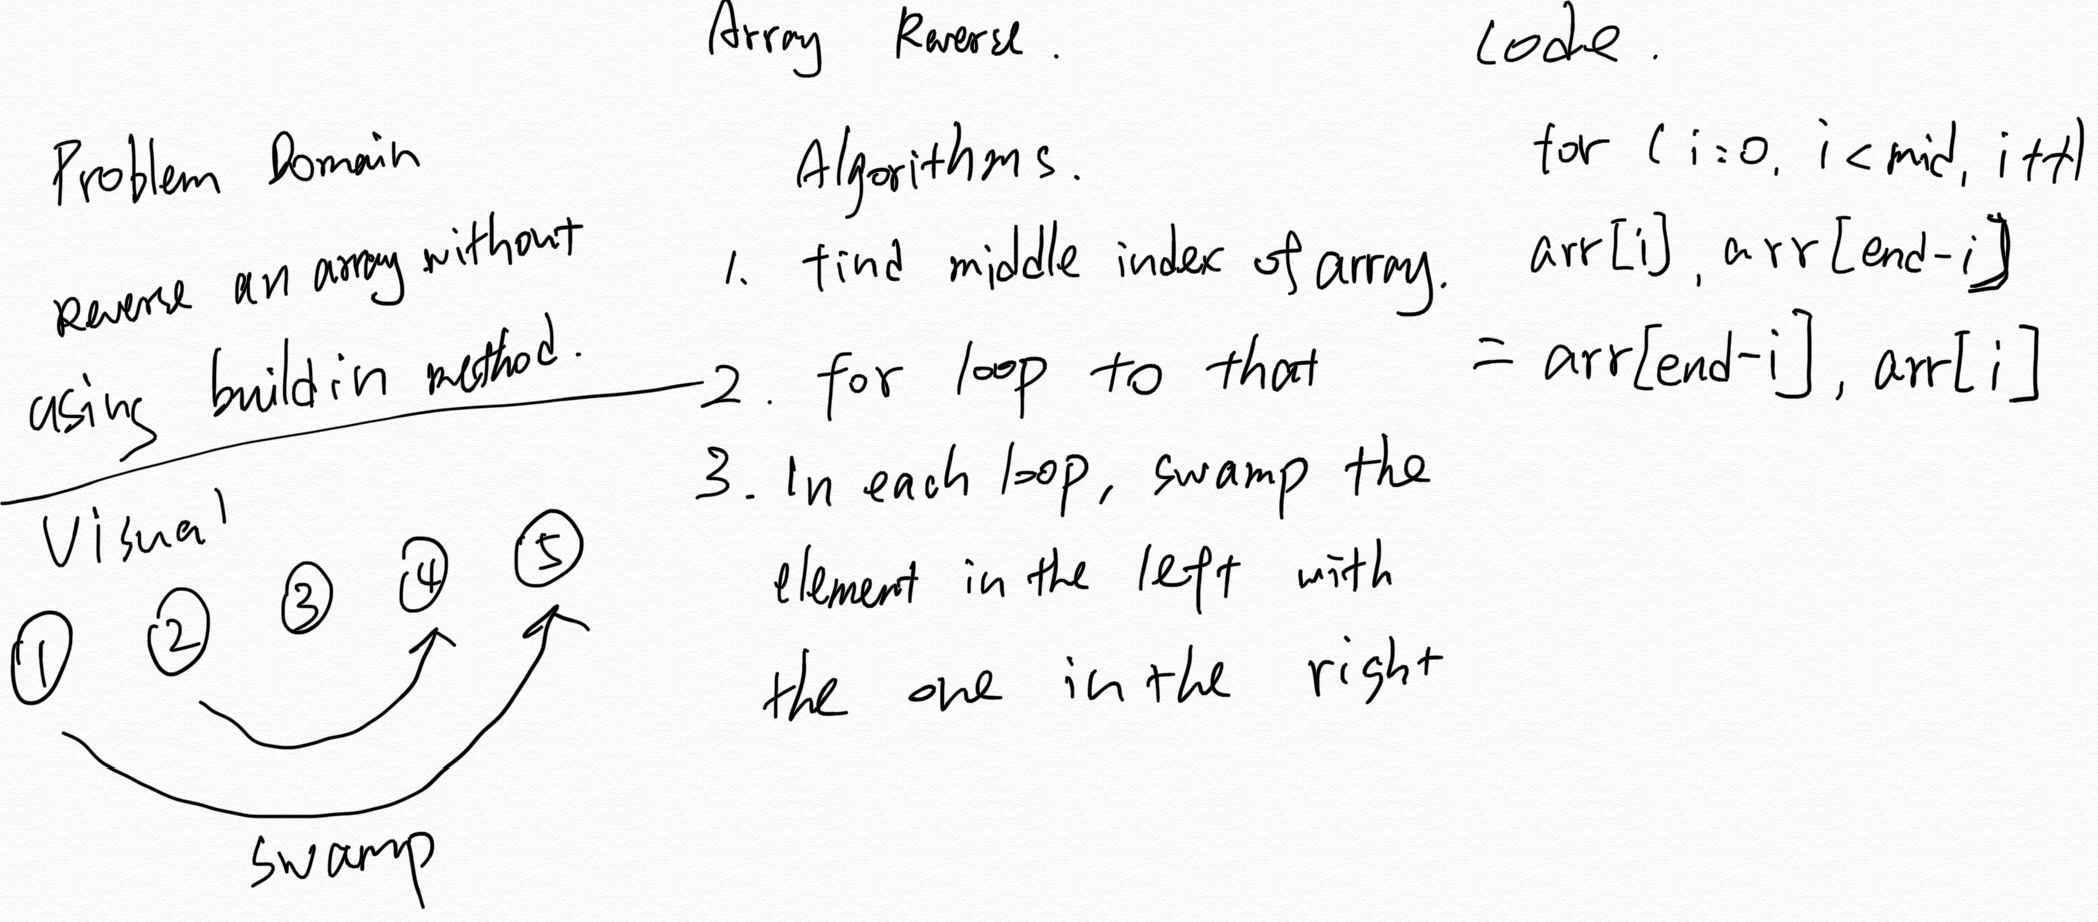 Array Reverse.
Problem Domain
Reverse an array without
using buildin method.
Visual
1 2 3 4 5
swamp
Algorithms.
1. find middle index of array.
2. for loop to that
3. In each loop, swamp the
element in the left with
the one in the right
Code.
for (i=0, i<mid, i++)
arr[i], arr[end-i]
= arr[end-i], arr[i]